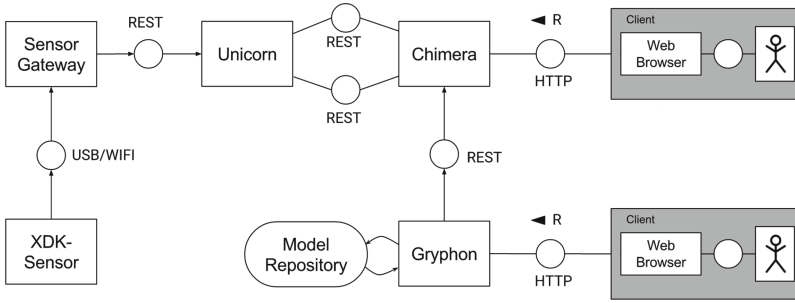 REST
REST
◄ R
Client
Sensor
Gateway
Unicorn
Chimera
Web
Browser
HTTP
REST
USB/WIFI
REST
◄ R
Client
XDK-
Sensor
Model
Repository
Gryphon
Web
Browser
HTTP